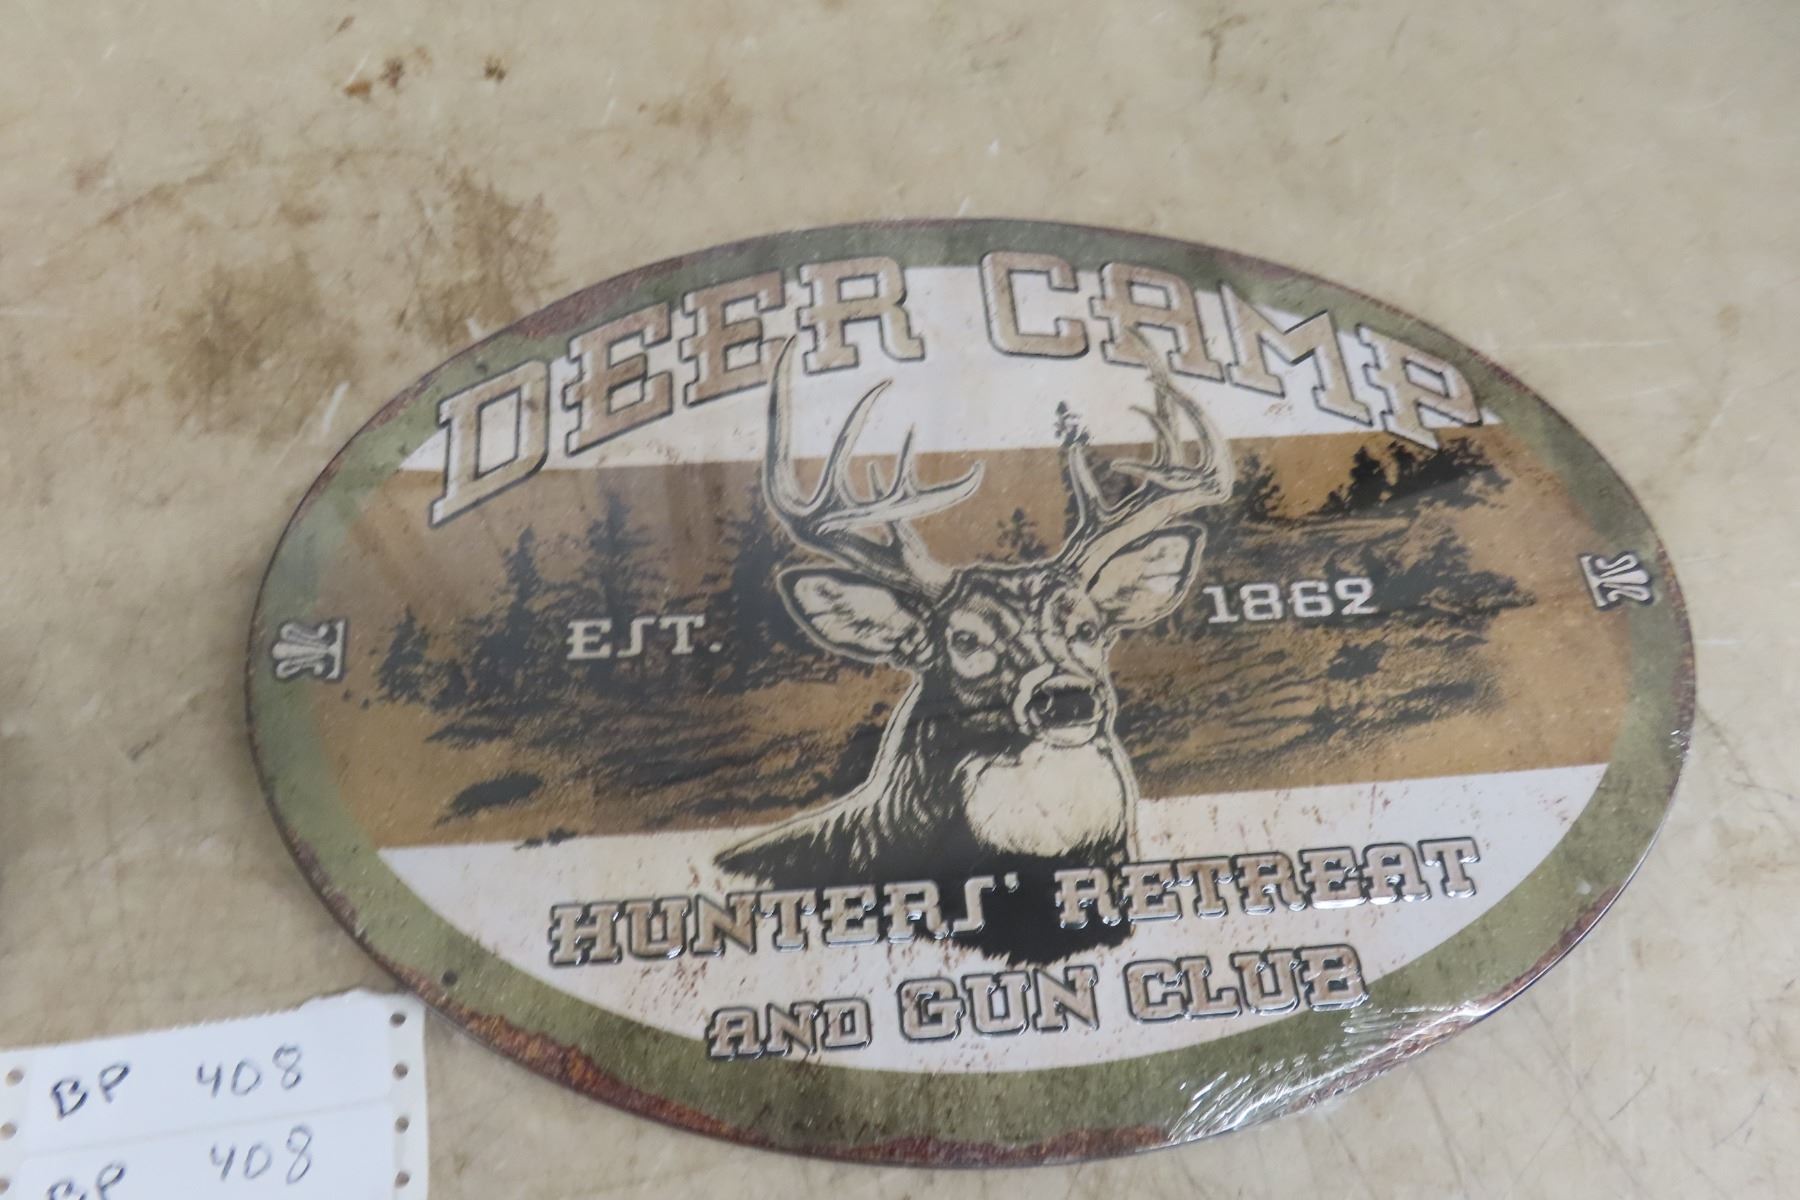 DEER CAMP
EST. 1862
HUNTERS' RETREAT
AND GUN CLUB
BP 408
BP 408